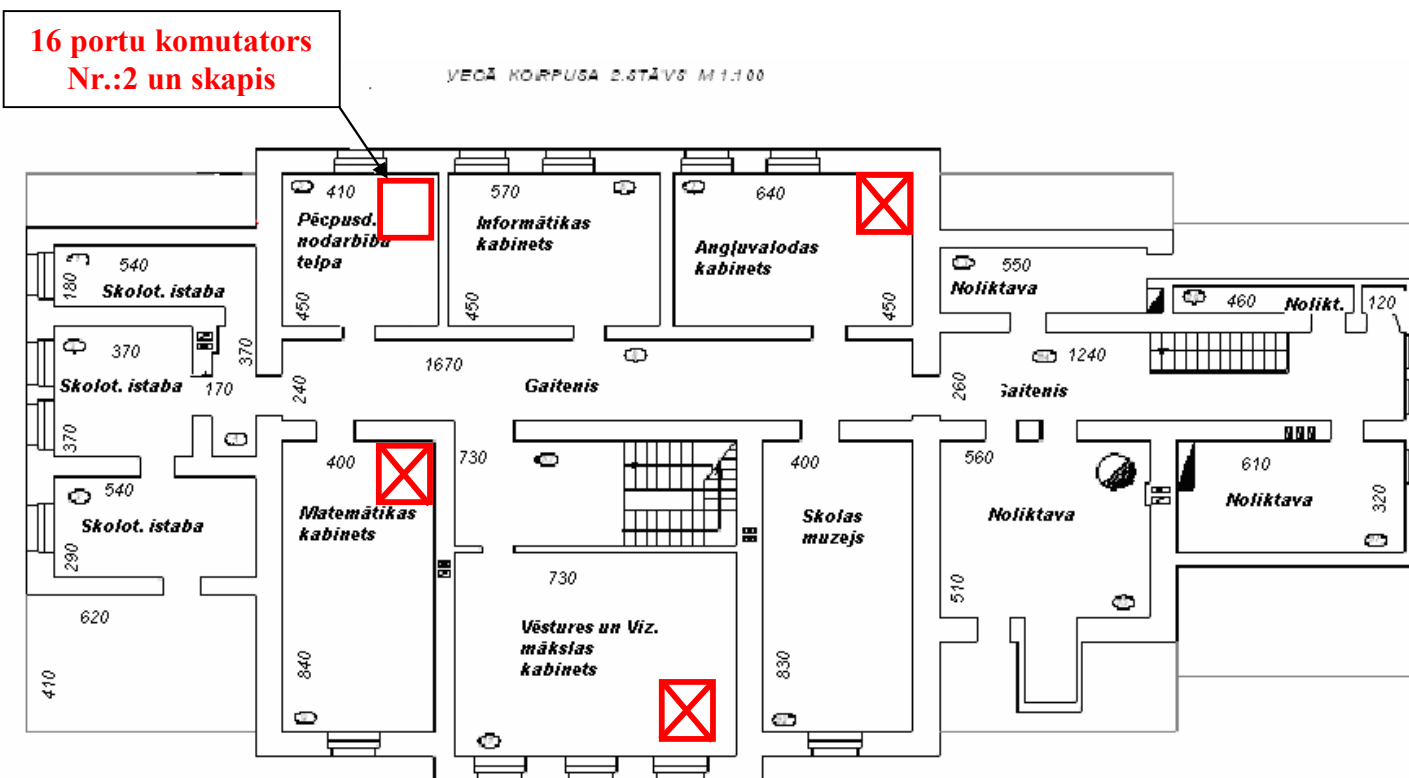 16 portu komutators
Nr.:2 un skapis
VECĀ KORPUSA 2.STĀVS M 1:100
410
Pēcpusd.
nodarbību
telpa
450
570
Informātikas
kabinets
450
640
Angļuvalodas
kabinets
450
540
180
Skolot. istaba
370
Skolot. istaba
370
170
370
540
Skolot. istaba
290
620
410
240
1670
Gaitenis
550
Noliktava
460
Nolikt.
120
1240
260
Gaitenis
400
Matemātikas
kabinets
840
730
730
Vēstures un Viz.
mākslas
kabinets
400
Skolas
muzejs
830
560
Noliktava
510
610
Noliktava
320